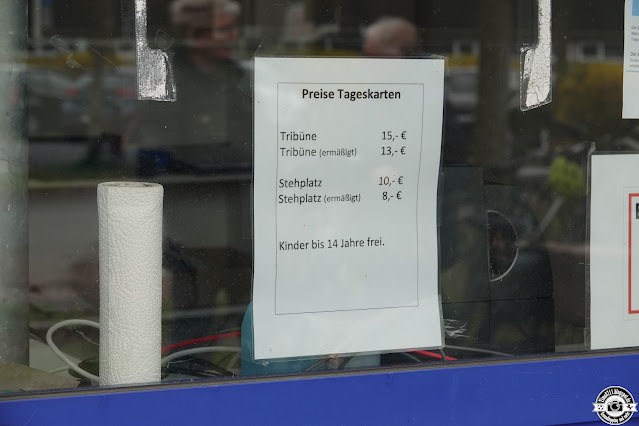 Preise Tageskarten
Tribüne 15,- €
Tribüne (ermäßigt) 13,- €
Stehplatz 10,- €
Stehplatz (ermäßigt) 8,- €
Kinder bis 14 Jahre frei.